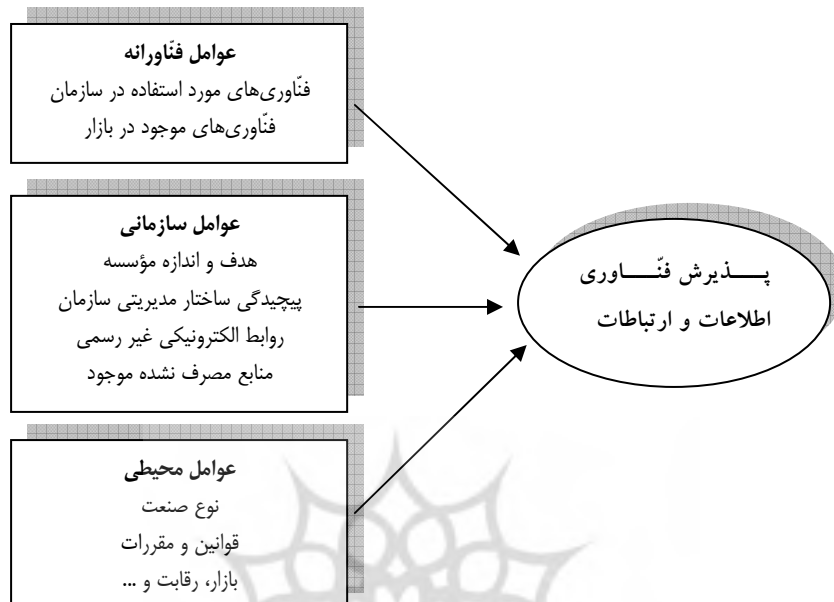 عوامل فنّاورانه
فنّاوری‌های مورد استفاده در سازمان
فنّاوری‌های موجود در بازار
عوامل سازمانی
هدف و اندازه مؤسسه
پیچیدگی ساختار مدیریتی سازمان
روابط الکترونیکی غیر رسمی
منابع مصرف نشده موجود
عوامل محیطی
نوع صنعت
قوانین و مقررات
بازار، رقابت و ...
پـــــذیرش فنّـــــاوری
اطلاعات و ارتباطات